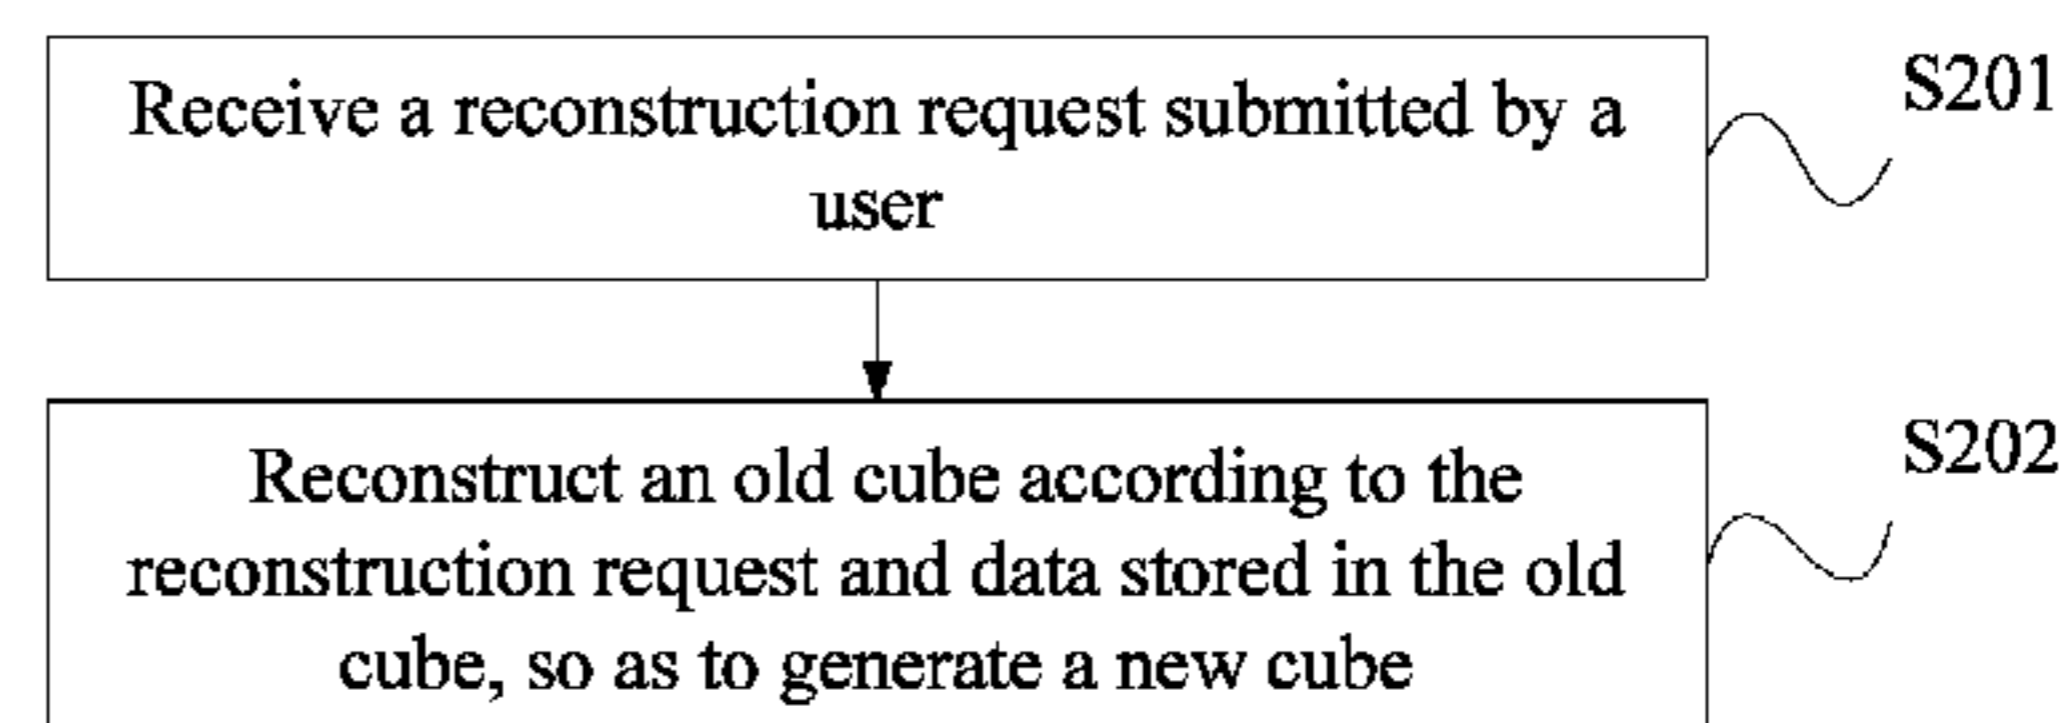 Receive a reconstruction request submitted by a
user
S201
Reconstruct an old cube according to the
reconstruction request and data stored in the old
cube, so as to generate a new cube
S202